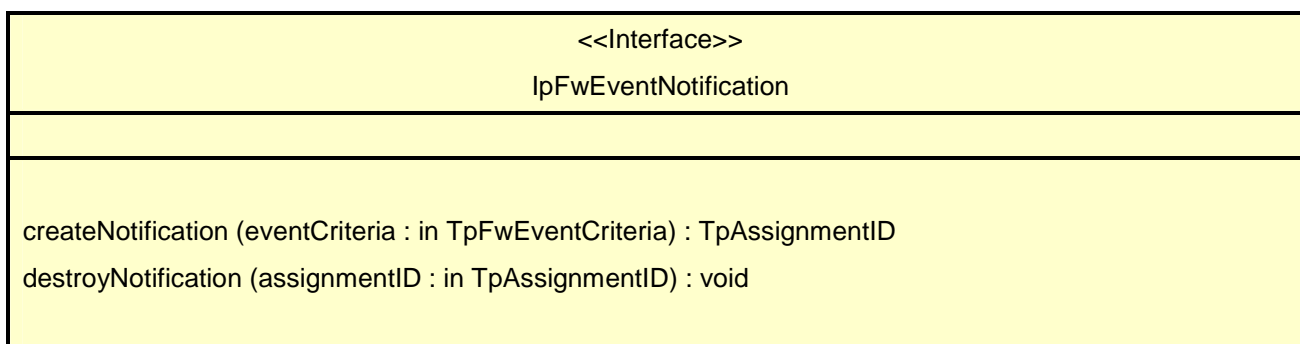 <<Interface>>
IpFwEventNotification
createNotification (eventCriteria : in TpFwEventCriteria) : TpAssignmentID
destroyNotification (assignmentID : in TpAssignmentID) : void